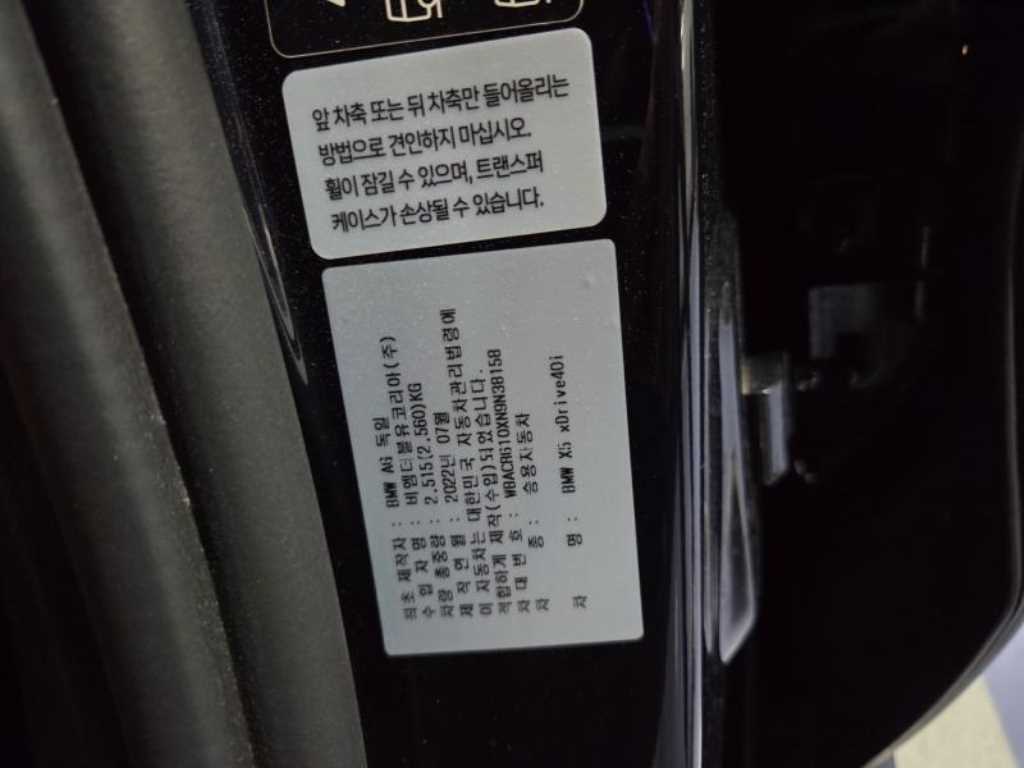 앞 차축 또는 뒤 차축만 들어올리는
방법으로 견인하지 마십시오.
휠이 잠길 수 있으며, 트랜스퍼
케이스가 손상될 수 있습니다.
최초 제작자 : BMW AG 독일
수 입 자 명 : 비엠더블유코리아(주)
차량 총중량 : 2.515(2.560)KG
제 작 연 월 : 2022년 07월
이 자동차는 대한민국 자동차관리법령에
적합하게 제작(수입)되었습니다.
차 대 번 호 : WBACR610XN9N38158
차 종 : 승용자동차
차 명 : BMW X5 xDrive40i